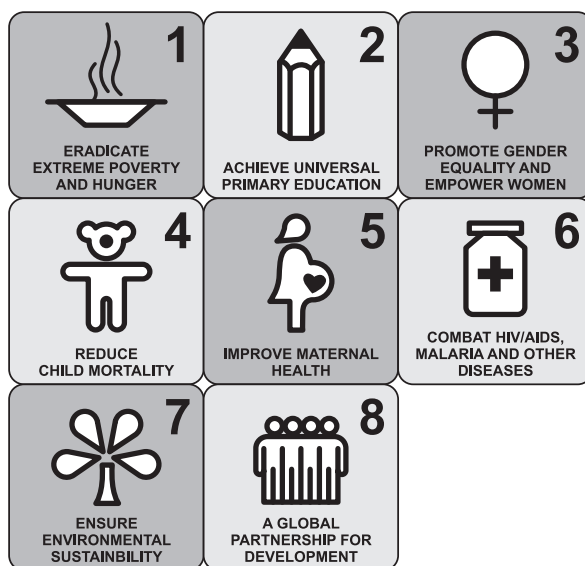 1
ERADICATE
EXTREME POVERTY
AND HUNGER
2
ACHIEVE UNIVERSAL
PRIMARY EDUCATION
3
PROMOTE GENDER
EQUALITY AND
EMPOWER WOMEN
4
REDUCE
CHILD MORTALITY
5
IMPROVE MATERNAL
HEALTH
6
COMBAT HIV/AIDS,
MALARIA AND OTHER
DISEASES
7
ENSURE
ENVIRONMENTAL
SUSTAINBILITY
8
A GLOBAL
PARTNERSHIP FOR
DEVELOPMENT